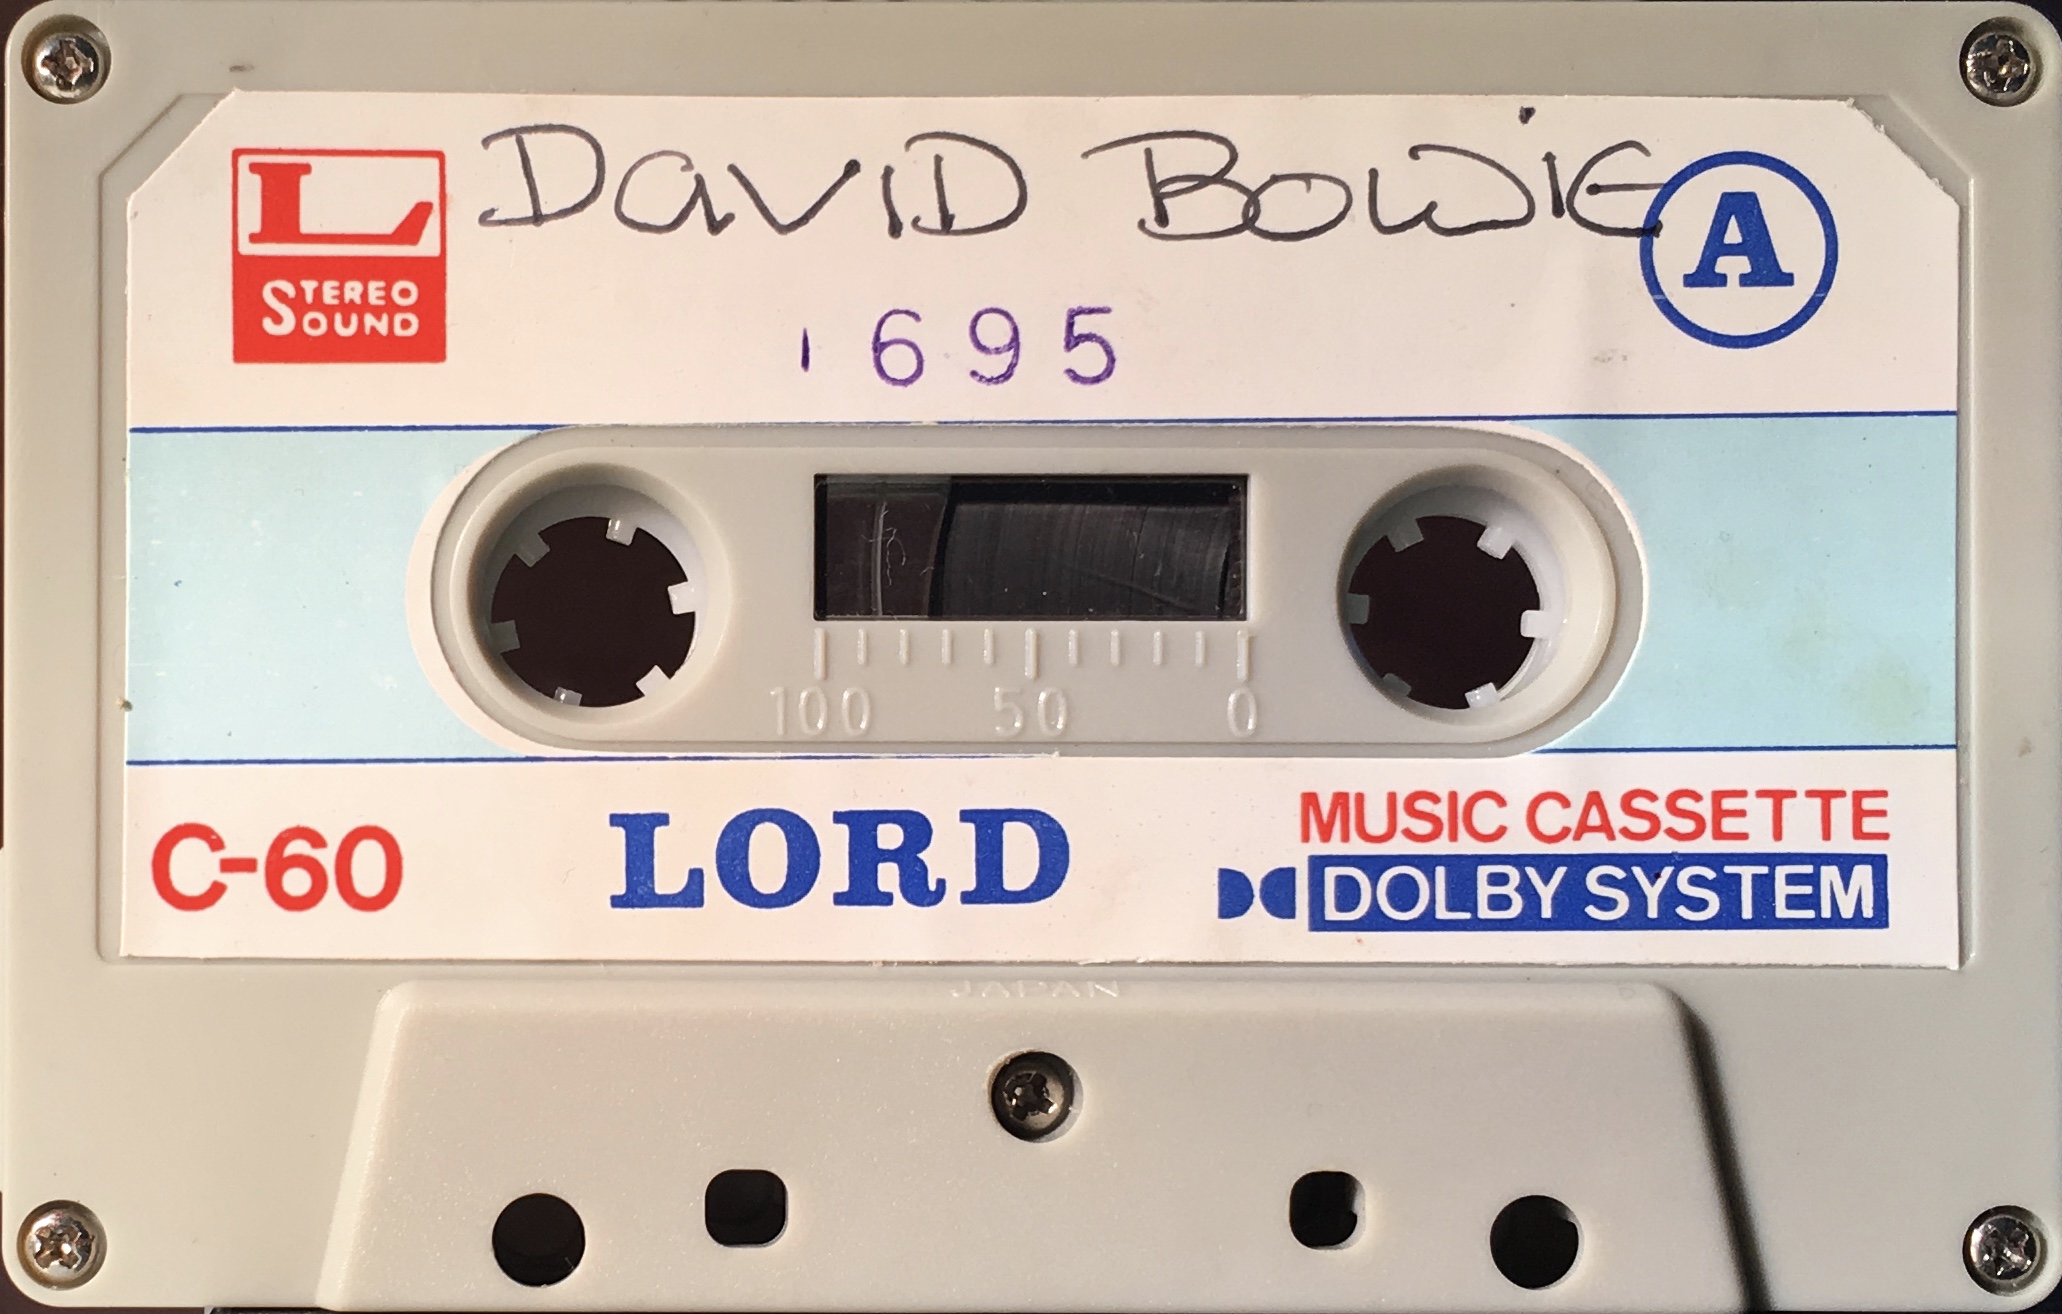 DaViD BOWiE
L
STEREO
SOUND
A
1695
100 50 0
C-60
LORD
MUSIC CASSETTE
DOLBY SYSTEM
JAPAN